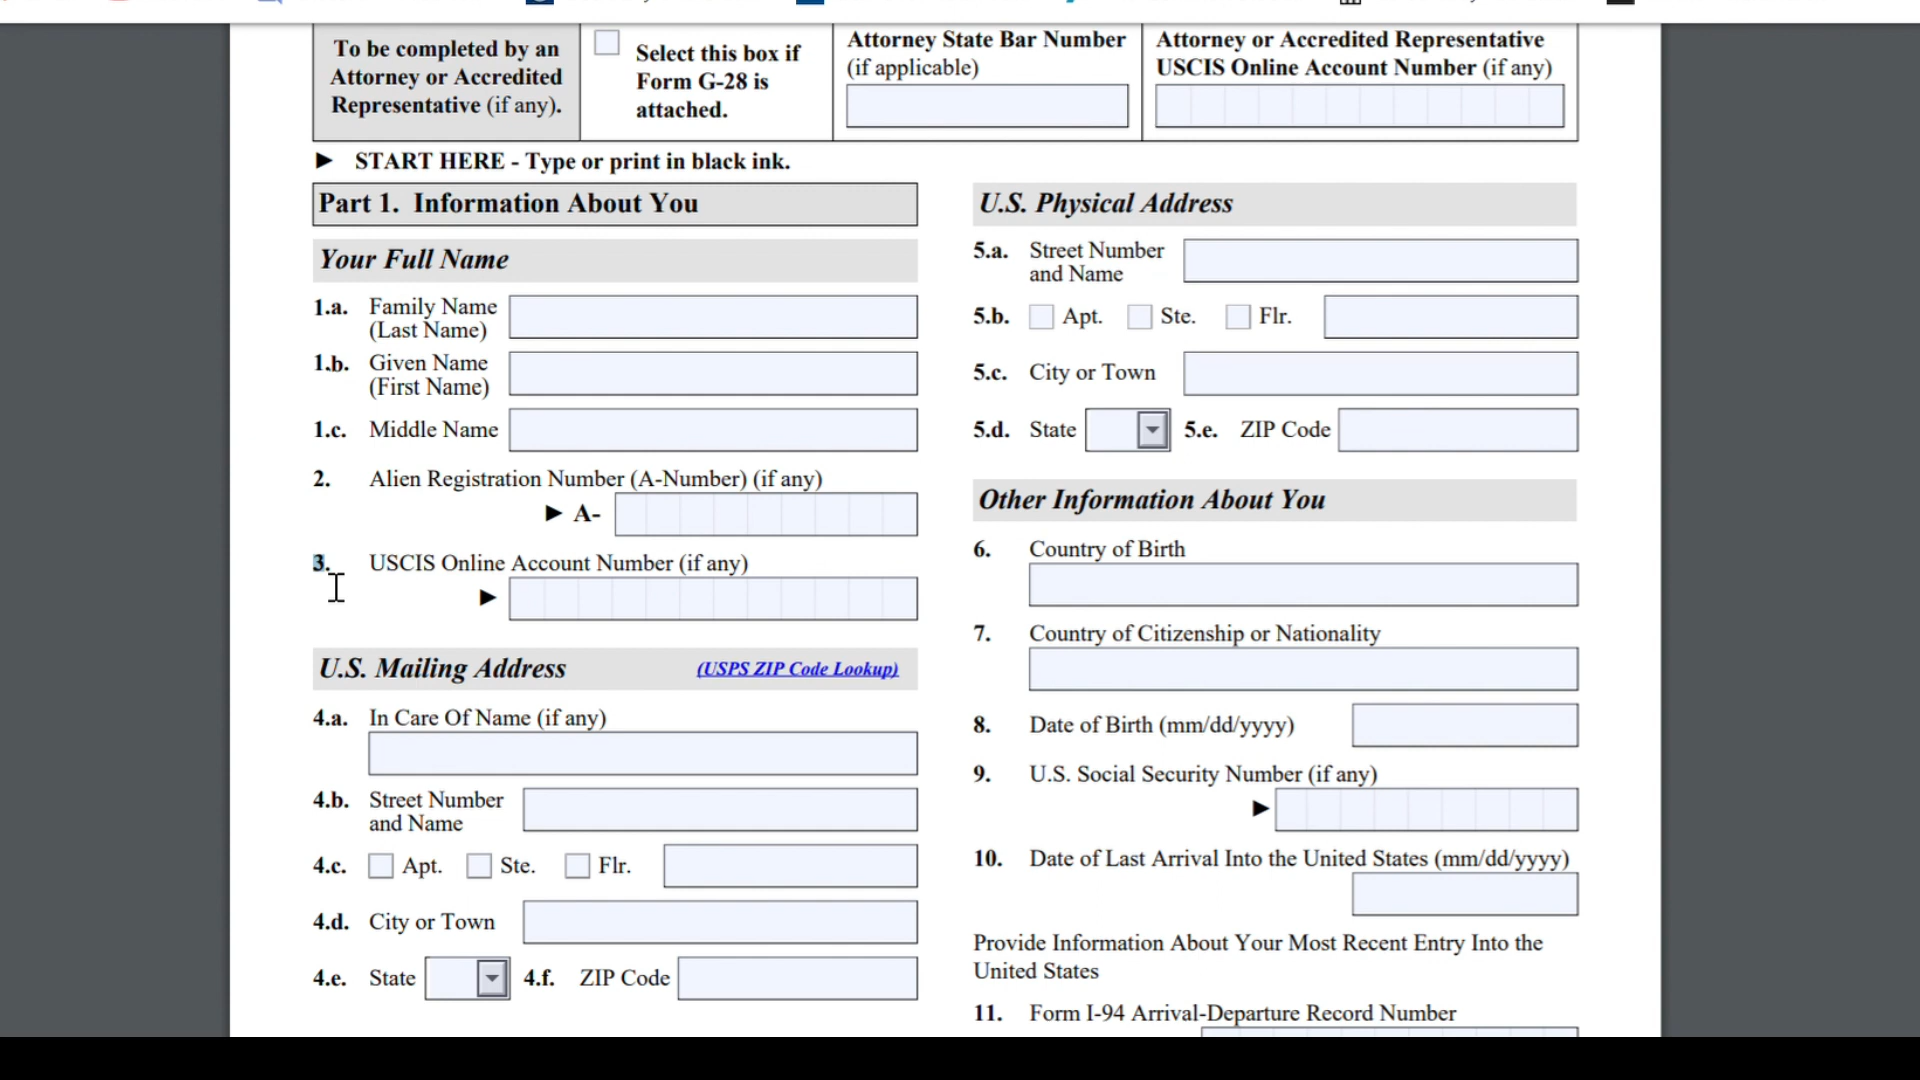 To be completed by an
Attorney or Accredited
Representative (if any).
Select this box if
Form G-28 is
attached.
Attorney State Bar Number
(if applicable)
Attorney or Accredited Representative
USCIS Online Account Number (if any)
► START HERE - Type or print in black ink.
Part 1. Information About You
Your Full Name
1.a. Family Name
(Last Name)
1.b. Given Name
(First Name)
1.c. Middle Name
2. Alien Registration Number (A-Number) (if any)
► A-
3. USCIS Online Account Number (if any)
►
U.S. Mailing Address (USPS ZIP Code Lookup)
4.a. In Care Of Name (if any)
4.b. Street Number
and Name
4.c. Apt. Ste. Flr.
4.d. City or Town
4.e. State 4.f. ZIP Code
U.S. Physical Address
5.a. Street Number
and Name
5.b. Apt. Ste. Flr.
5.c. City or Town
5.d. State 5.e. ZIP Code
Other Information About You
6. Country of Birth
7. Country of Citizenship or Nationality
8. Date of Birth (mm/dd/yyyy)
9. U.S. Social Security Number (if any)
►
10. Date of Last Arrival Into the United States (mm/dd/yyyy)
Provide Information About Your Most Recent Entry Into the
United States
11. Form I-94 Arrival-Departure Record Number